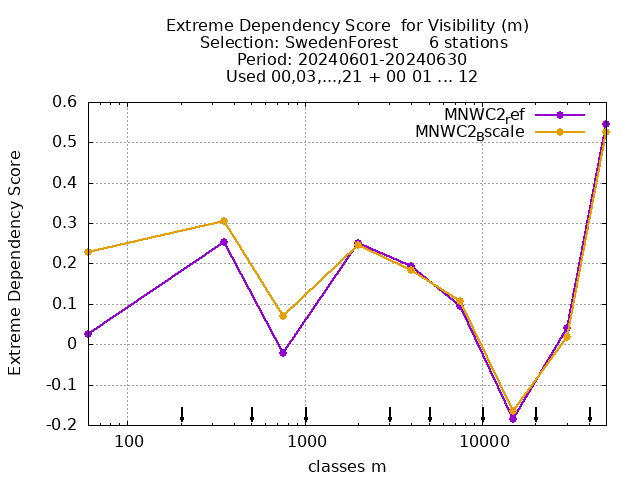 Extreme Dependency Score  for Visibility (m)
Selection: SwedenForest      6 stations
Period: 20240601-20240630
Used 00,03,...,21 + 00 01 ... 12
MNWC2ref
MNWC2Bscale
0.6
0.5
0.4
0.3
0.2
0.1
0
-0.1
-0.2
Extreme Dependency Score
100 1000 10000
classes m